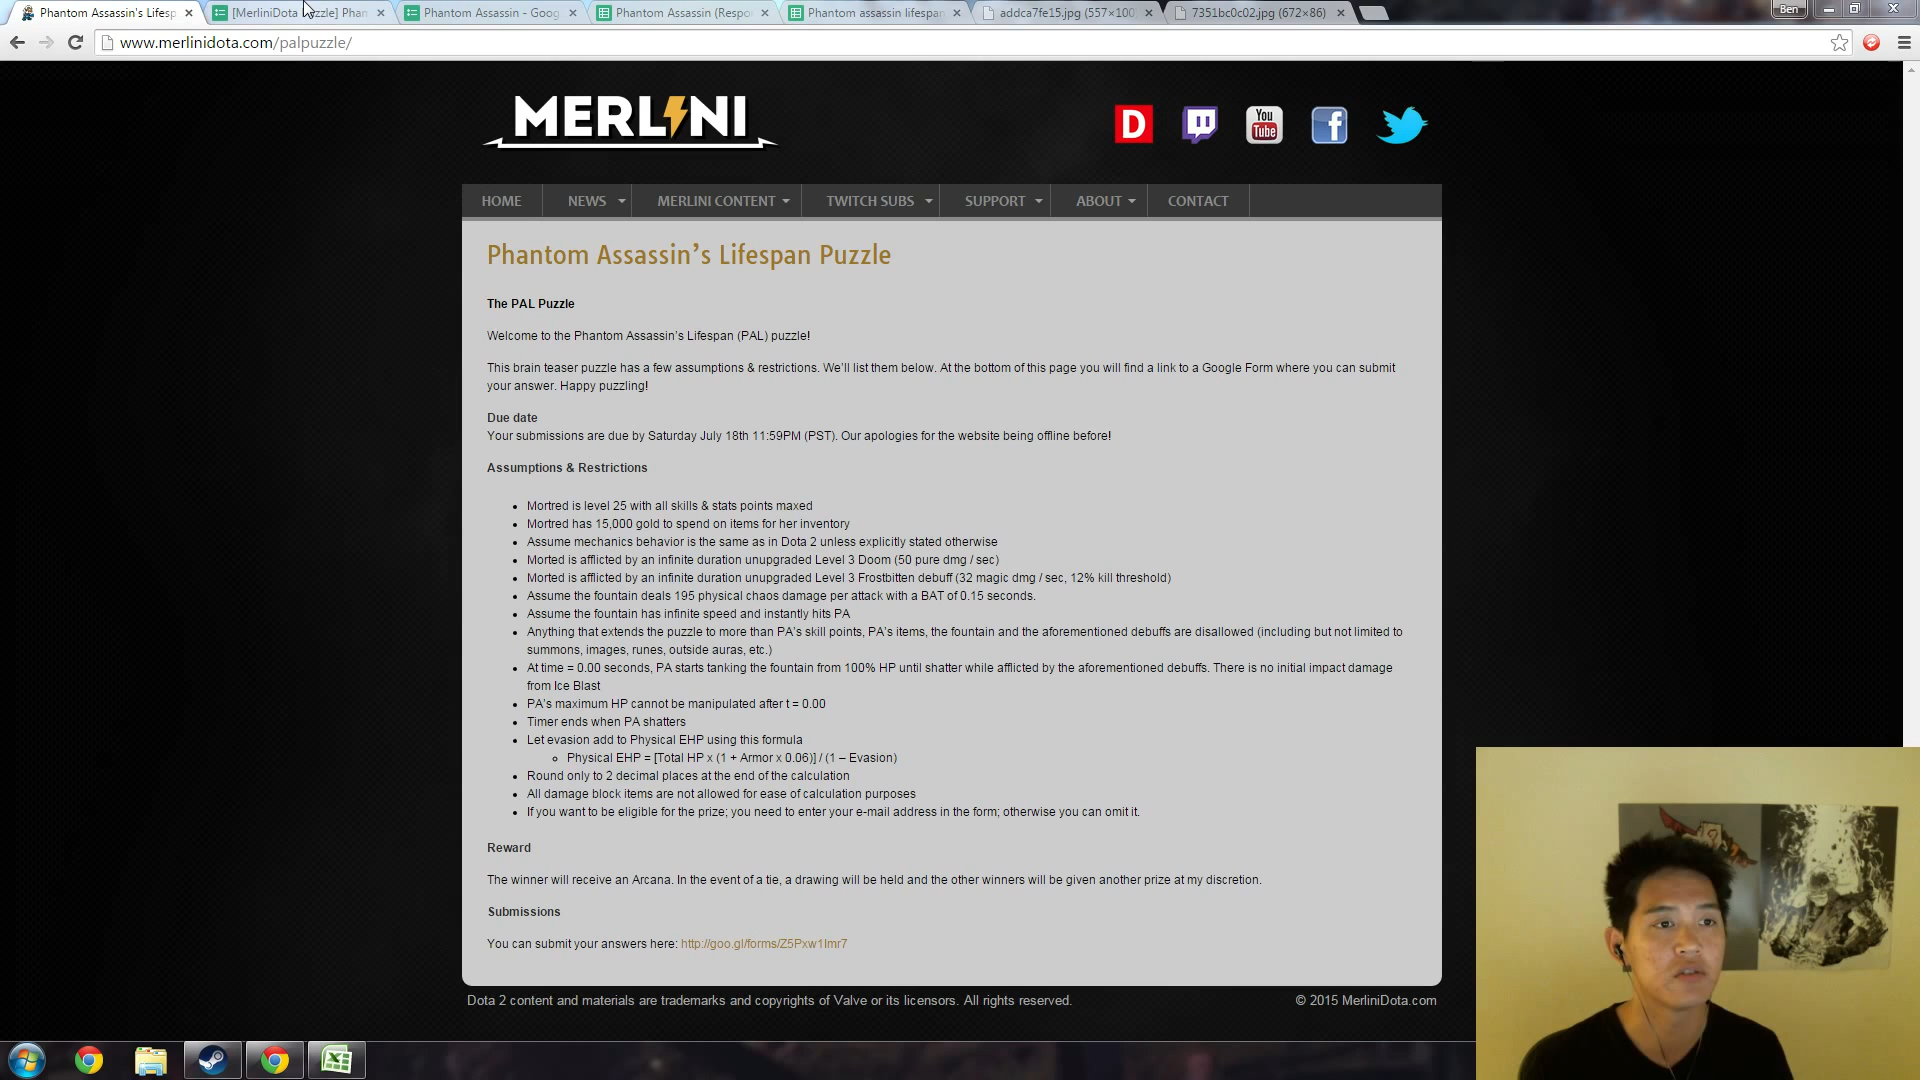 Phantom Assassin's Lifesp
[MerliniDota Puzzle] Phan
Phantom Assassin - Goog
Phantom Assassin (Respo
Phantom assassin lifespan
addca7fe15.jpg (557×100
7351bc0c02.jpg (672×86)
Ben
www.merlinidota.com/palpuzzle/
MERLINI
D
You
Tube
f
HOME
NEWS
MERLINI CONTENT
TWITCH SUBS
SUPPORT
ABOUT
CONTACT
Phantom Assassin's Lifespan Puzzle
The PAL Puzzle
Welcome to the Phantom Assassin's Lifespan (PAL) puzzle!
This brain teaser puzzle has a few assumptions & restrictions. We'll list them below. At the bottom of this page you will find a link to a Google Form where you can submit
your answer. Happy puzzling!
Due date
Your submissions are due by Saturday July 18th 11:59PM (PST). Our apologies for the website being offline before!
Assumptions & Restrictions
Mortred is level 25 with all skills & stats points maxed
Mortred has 15,000 gold to spend on items for her inventory
Assume mechanics behavior is the same as in Dota 2 unless explicitly stated otherwise
Morted is afflicted by an infinite duration unupgraded Level 3 Doom (50 pure dmg / sec)
Morted is afflicted by an infinite duration unupgraded Level 3 Frostbitten debuff (32 magic dmg / sec, 12% kill threshold)
Assume the fountain deals 195 physical chaos damage per attack with a BAT of 0.15 seconds.
Assume the fountain has infinite speed and instantly hits PA
Anything that extends the puzzle to more than PA's skill points, PA's items, the fountain and the aforementioned debuffs are disallowed (including but not limited to
summons, images, runes, outside auras, etc.)
At time = 0.00 seconds, PA starts tanking the fountain from 100% HP until shatter while afflicted by the aforementioned debuffs. There is no initial impact damage
from Ice Blast
PA's maximum HP cannot be manipulated after t = 0.00
Timer ends when PA shatters
Let evasion add to Physical EHP using this formula
Physical EHP = [Total HP x (1 + Armor x 0.06)] / (1 – Evasion)
Round only to 2 decimal places at the end of the calculation
All damage block items are not allowed for ease of calculation purposes
If you want to be eligible for the prize; you need to enter your e-mail address in the form; otherwise you can omit it.
Reward
The winner will receive an Arcana. In the event of a tie, a drawing will be held and the other winners will be given another prize at my discretion.
Submissions
You can submit your answers here: http://goo.gl/forms/Z5Pxw1Imr7
Dota 2 content and materials are trademarks and copyrights of Valve or its licensors. All rights reserved.
© 2015 MerliniDota.com